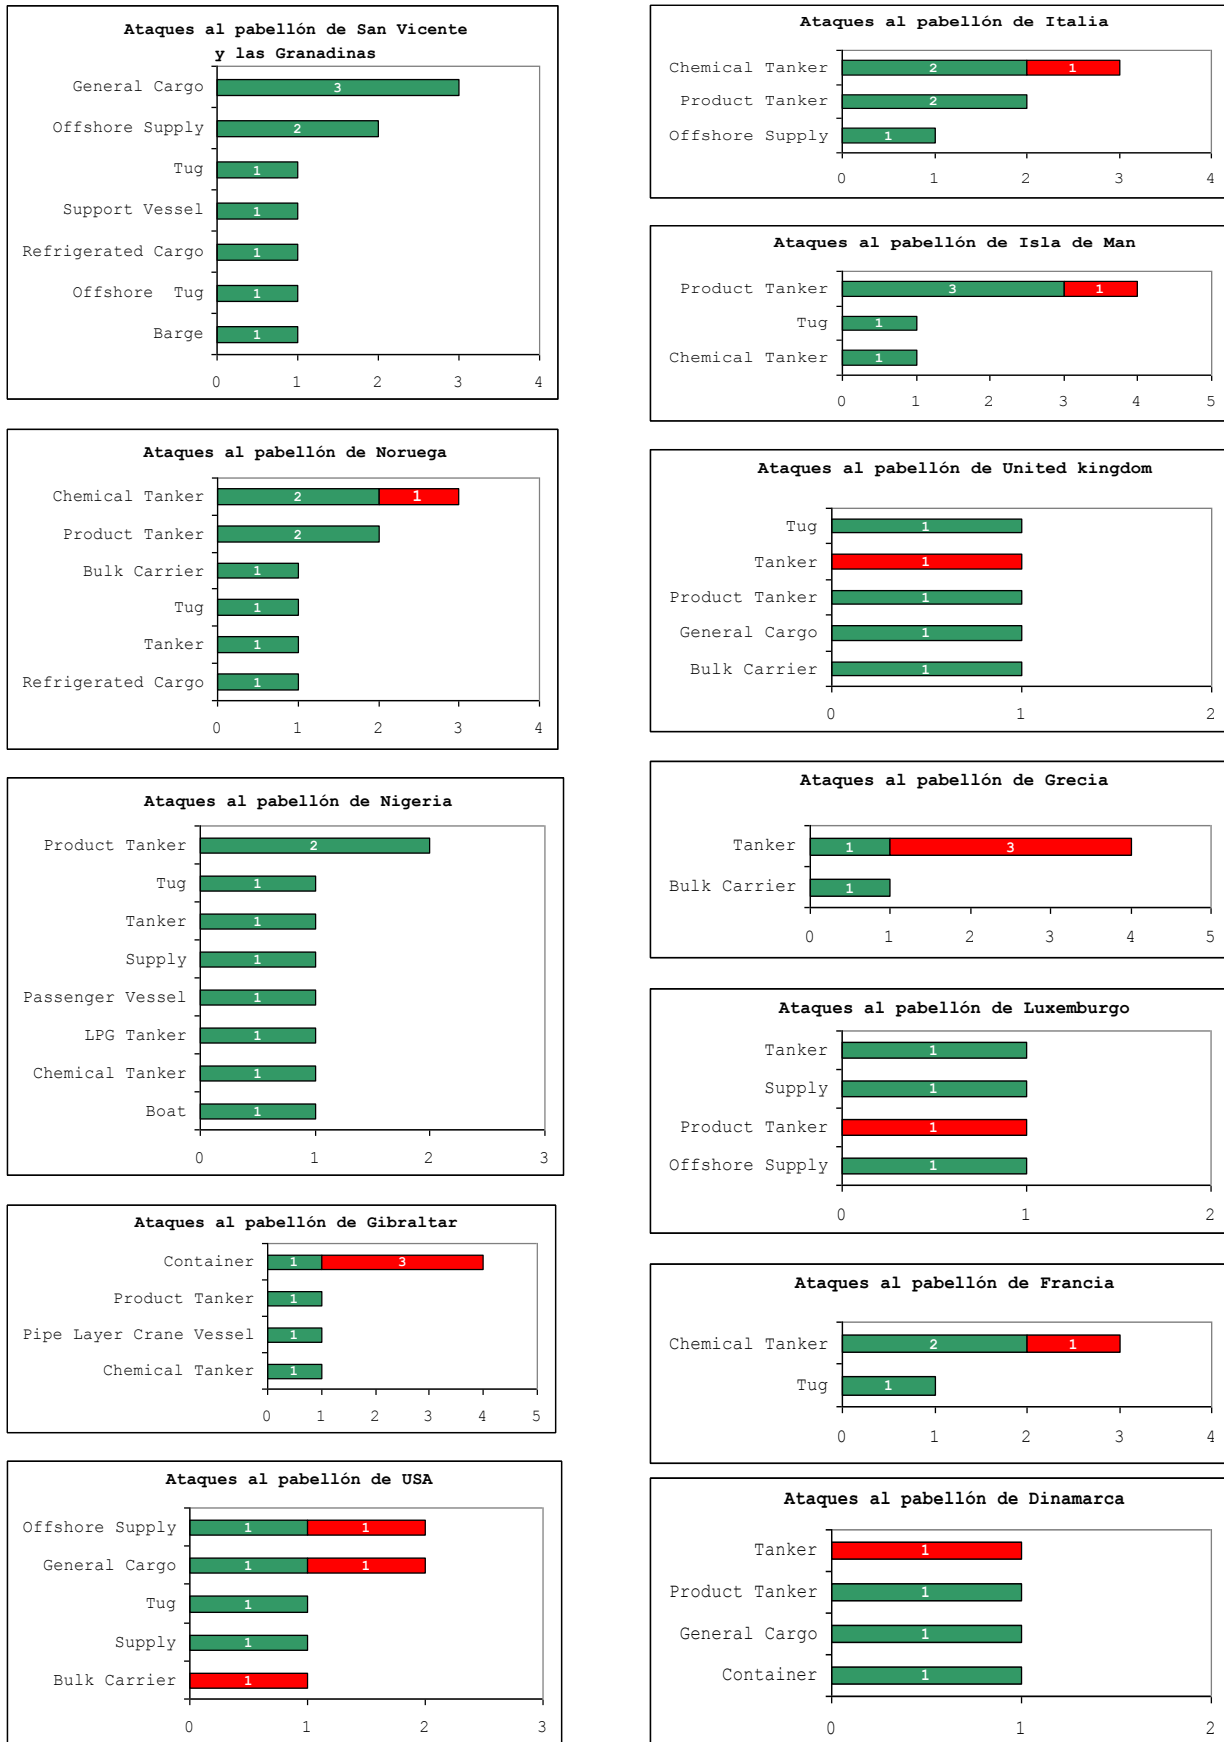 Ataques al pabellón de San Vicente
y las Granadinas
General Cargo 3
Offshore Supply 2
Tug 1
Support Vessel 1
Refrigerated Cargo 1
Offshore Tug 1
Barge 1
0 1 2 3 4
Ataques al pabellón de Noruega
Chemical Tanker 2 1
Product Tanker 2
Bulk Carrier 1
Tug 1
Tanker 1
Refrigerated Cargo 1
0 1 2 3 4
Ataques al pabellón de Nigeria
Product Tanker 2
Tug 1
Tanker 1
Supply 1
Passenger Vessel 1
LPG Tanker 1
Chemical Tanker 1
Boat 1
0 1 2 3
Ataques al pabellón de Gibraltar
Container 1 3
Product Tanker 1
Pipe Layer Crane Vessel 1
Chemical Tanker 1
0 1 2 3 4 5
Ataques al pabellón de USA
Offshore Supply 1 1
General Cargo 1 1
Tug 1
Supply 1
Bulk Carrier 1
0 1 2 3
Ataques al pabellón de Italia
Chemical Tanker 2 1
Product Tanker 2
Offshore Supply 1
0 1 2 3 4
Ataques al pabellón de Isla de Man
Product Tanker 3 1
Tug 1
Chemical Tanker 1
0 1 2 3 4 5
Ataques al pabellón de United kingdom
Tug 1
Tanker 1
Product Tanker 1
General Cargo 1
Bulk Carrier 1
0 1 2
Ataques al pabellón de Grecia
Tanker 1 3
Bulk Carrier 1
0 1 2 3 4 5
Ataques al pabellón de Luxemburgo
Tanker 1
Supply 1
Product Tanker 1
Offshore Supply 1
0 1 2
Ataques al pabellón de Francia
Chemical Tanker 2 1
Tug 1
0 1 2 3 4
Ataques al pabellón de Dinamarca
Tanker 1
Product Tanker 1
General Cargo 1
Container 1
0 1 2